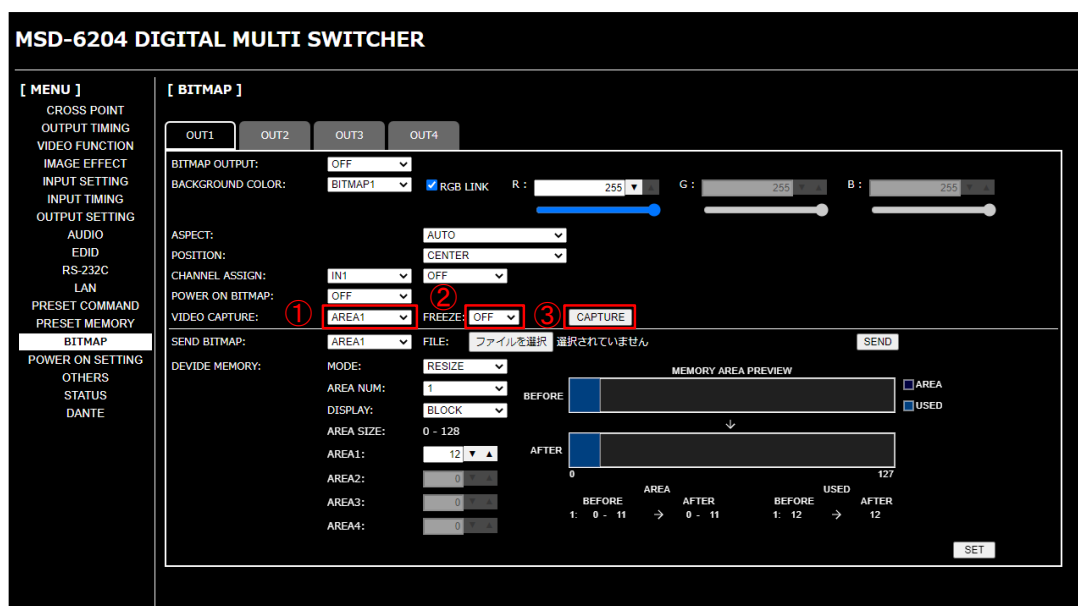 MSD-6204 DIGITAL MULTI SWITCHER
[ MENU ]
CROSS POINT
OUTPUT TIMING
VIDEO FUNCTION
IMAGE EFFECT
INPUT SETTING
INPUT TIMING
OUTPUT SETTING
AUDIO
EDID
RS-232C
LAN
PRESET COMMAND
PRESET MEMORY
BITMAP
POWER ON SETTING
OTHERS
STATUS
DANTE
[ BITMAP ]
OUT1 OUT2 OUT3 OUT4
BITMAP OUTPUT: OFF
BACKGROUND COLOR: BITMAP1 RGB LINK R : 255 G : 255 B : 255
ASPECT: AUTO
POSITION: CENTER
CHANNEL ASSIGN: IN1 OFF
POWER ON BITMAP: OFF ②
VIDEO CAPTURE: ① AREA1 FREEZE: OFF ③ CAPTURE
SEND BITMAP: AREA1 FILE: ファイルを選択 選択されていません SEND
DEVIDE MEMORY: MODE: RESIZE MEMORY AREA PREVIEW
AREA NUM: 1 BEFORE AREA
DISPLAY: BLOCK USED
AREA SIZE: 0 - 128 ↓
AREA1: 12 AFTER
AREA2: 0 0 127
AREA USED
AREA3: 0 BEFORE AFTER BEFORE AFTER
1: 0 - 11 → 0 - 11 1: 12 → 12
AREA4: 0
SET